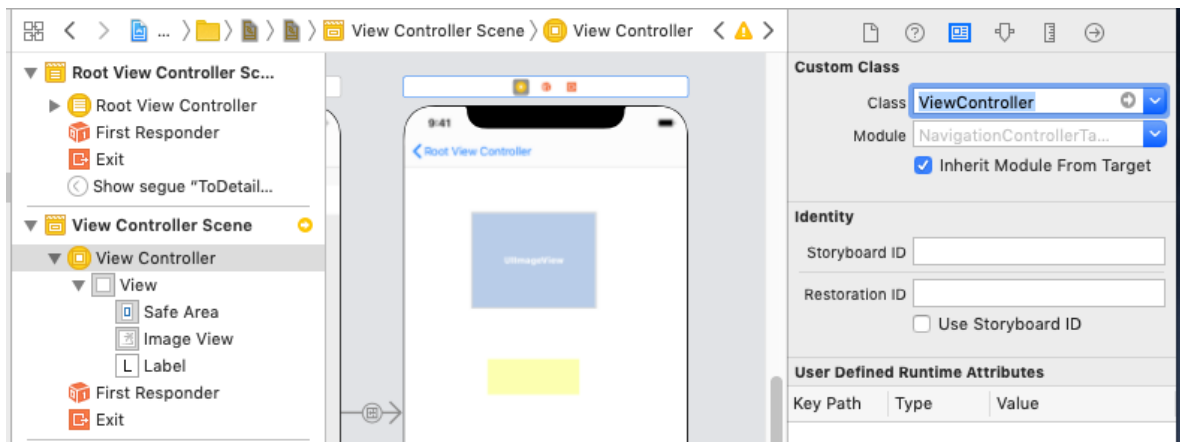 ... View Controller Scene View Controller
Root View Controller Sc...
Root View Controller
First Responder
Exit
Show segue "ToDetail...
View Controller Scene
View Controller
View
Safe Area
Image View
L Label
First Responder
Exit
9:41
Root View Controller
UIImageView
Custom Class
Class ViewController
Module NavigationControllerTa...
Inherit Module From Target
Identity
Storyboard ID
Restoration ID
Use Storyboard ID
User Defined Runtime Attributes
Key Path Type Value